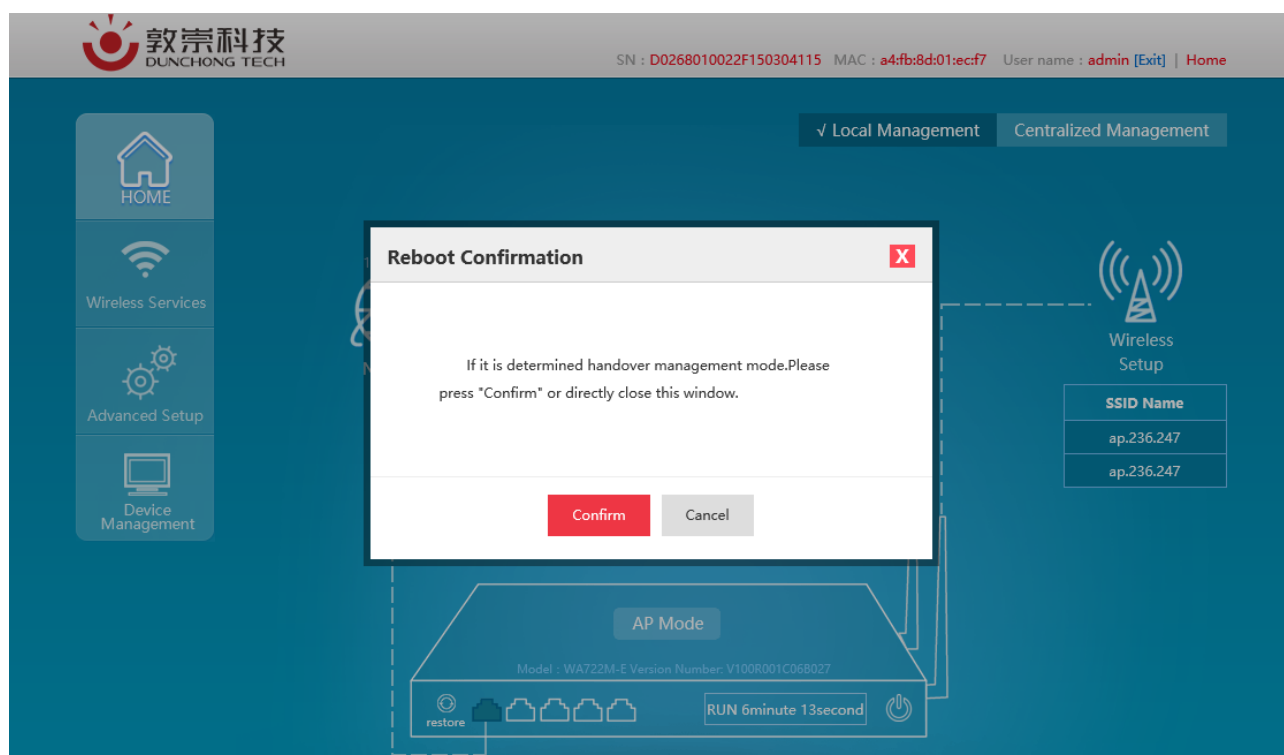 敦崇科技
DUNCHONG TECH
SN : D0268010022F150304115 MAC : a4:fb:8d:01:ec:f7 User name : admin [Exit] | Home
√ Local Management Centralized Management
HOME
Wireless Services
Advanced Setup
Device
Management
Reboot Confirmation
X
If it is determined handover management mode.Please
press "Confirm" or directly close this window.
Confirm Cancel
Wireless
Setup
SSID Name
ap.236.247
ap.236.247
AP Mode
Model : WA722M-E Version Number: V100R001C06B027
restore
RUN 6minute 13second